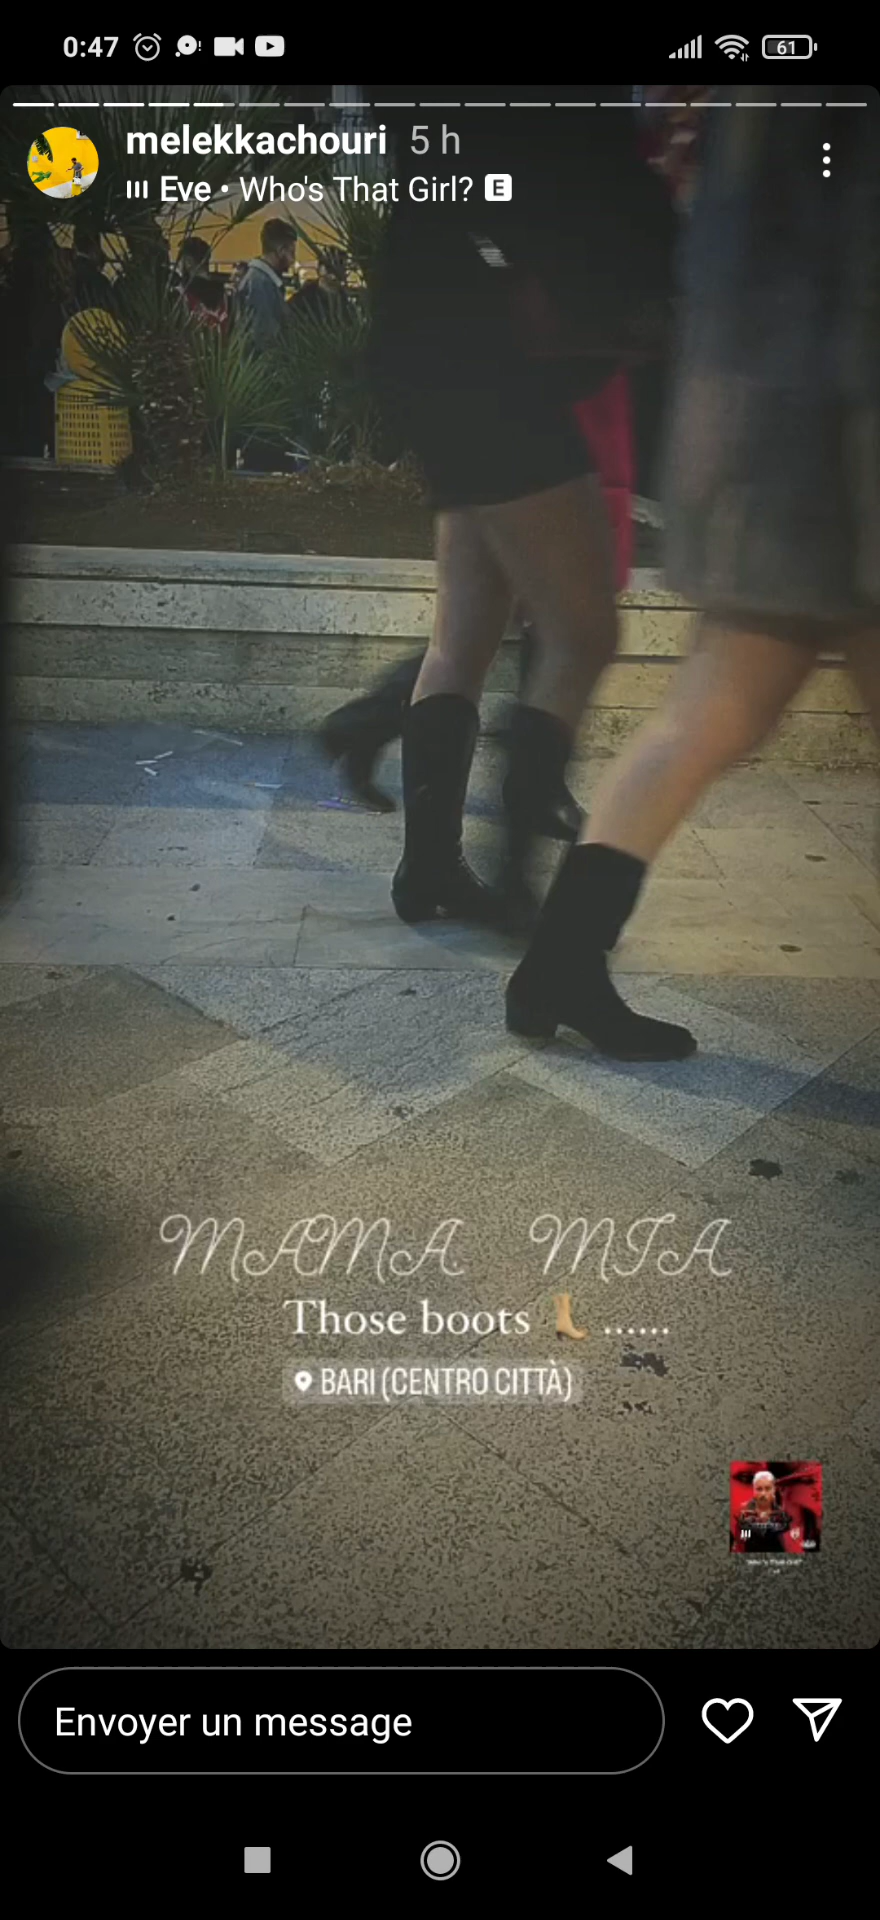 0:47
61
melekkachouri 5 h
Eve • Who's That Girl? E
MAMA MIA
Those boots ......
BARI (CENTRO CITTÀ)
Envoyer un message